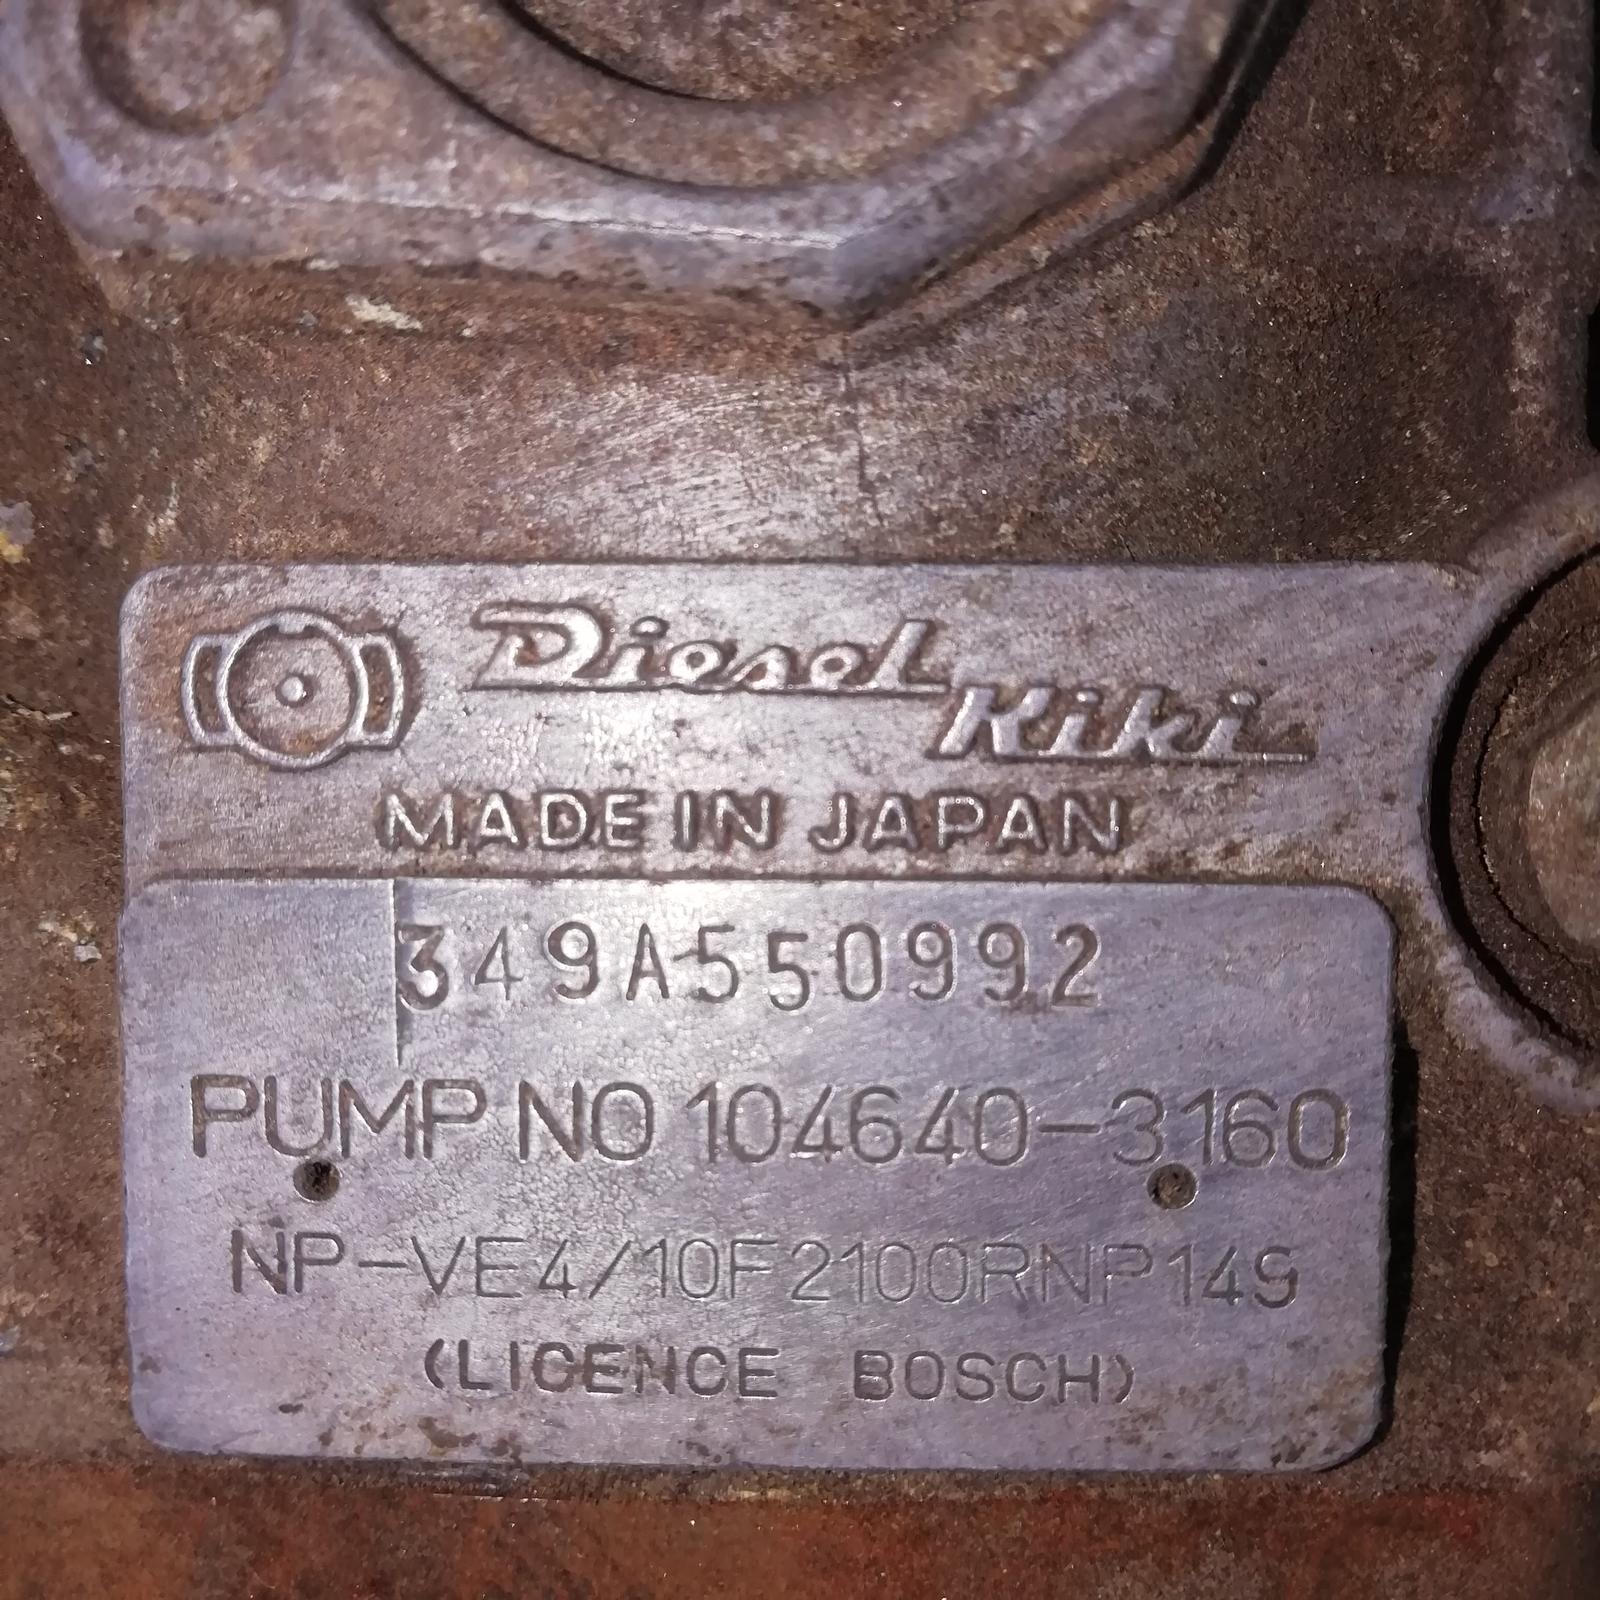 Diesel Kiki
MADE IN JAPAN
349A550992
PUMP NO 104640-3160
NP-VE4/10F2100RNP149
(LICENCE BOSCH)